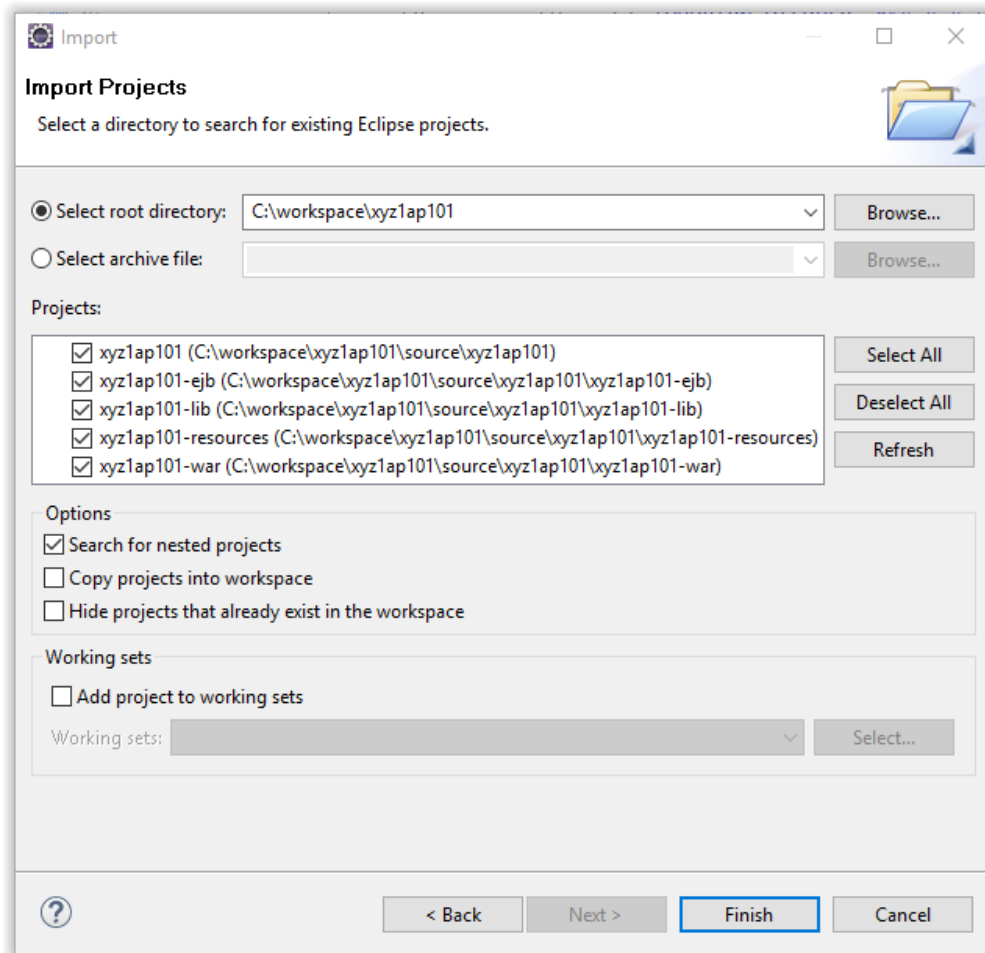 Import
Import Projects
Select a directory to search for existing Eclipse projects.
Select root directory: C:\workspace\xyz1ap101 Browse...
Select archive file: Browse...
Projects:
xyz1ap101 (C:\workspace\xyz1ap101\source\xyz1ap101)
xyz1ap101-ejb (C:\workspace\xyz1ap101\source\xyz1ap101\xyz1ap101-ejb)
xyz1ap101-lib (C:\workspace\xyz1ap101\source\xyz1ap101\xyz1ap101-lib)
xyz1ap101-resources (C:\workspace\xyz1ap101\source\xyz1ap101\xyz1ap101-resources)
xyz1ap101-war (C:\workspace\xyz1ap101\source\xyz1ap101\xyz1ap101-war)
Select All
Deselect All
Refresh
Options
Search for nested projects
Copy projects into workspace
Hide projects that already exist in the workspace
Working sets
Add project to working sets
Working sets: Select...
? < Back Next > Finish Cancel